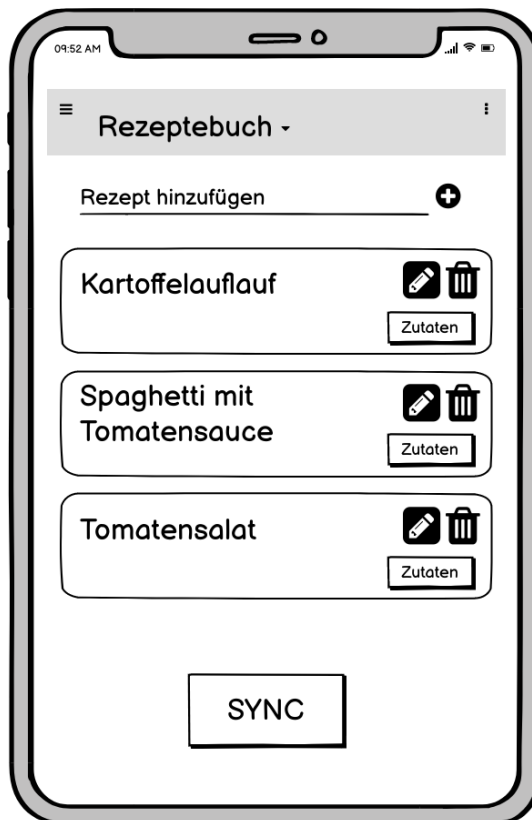 09:52 AM
Rezeptebuch
Rezept hinzufügen
Kartoffelauflauf
Zutaten
Spaghetti mit
Tomatensauce
Zutaten
Tomatensalat
Zutaten
SYNC